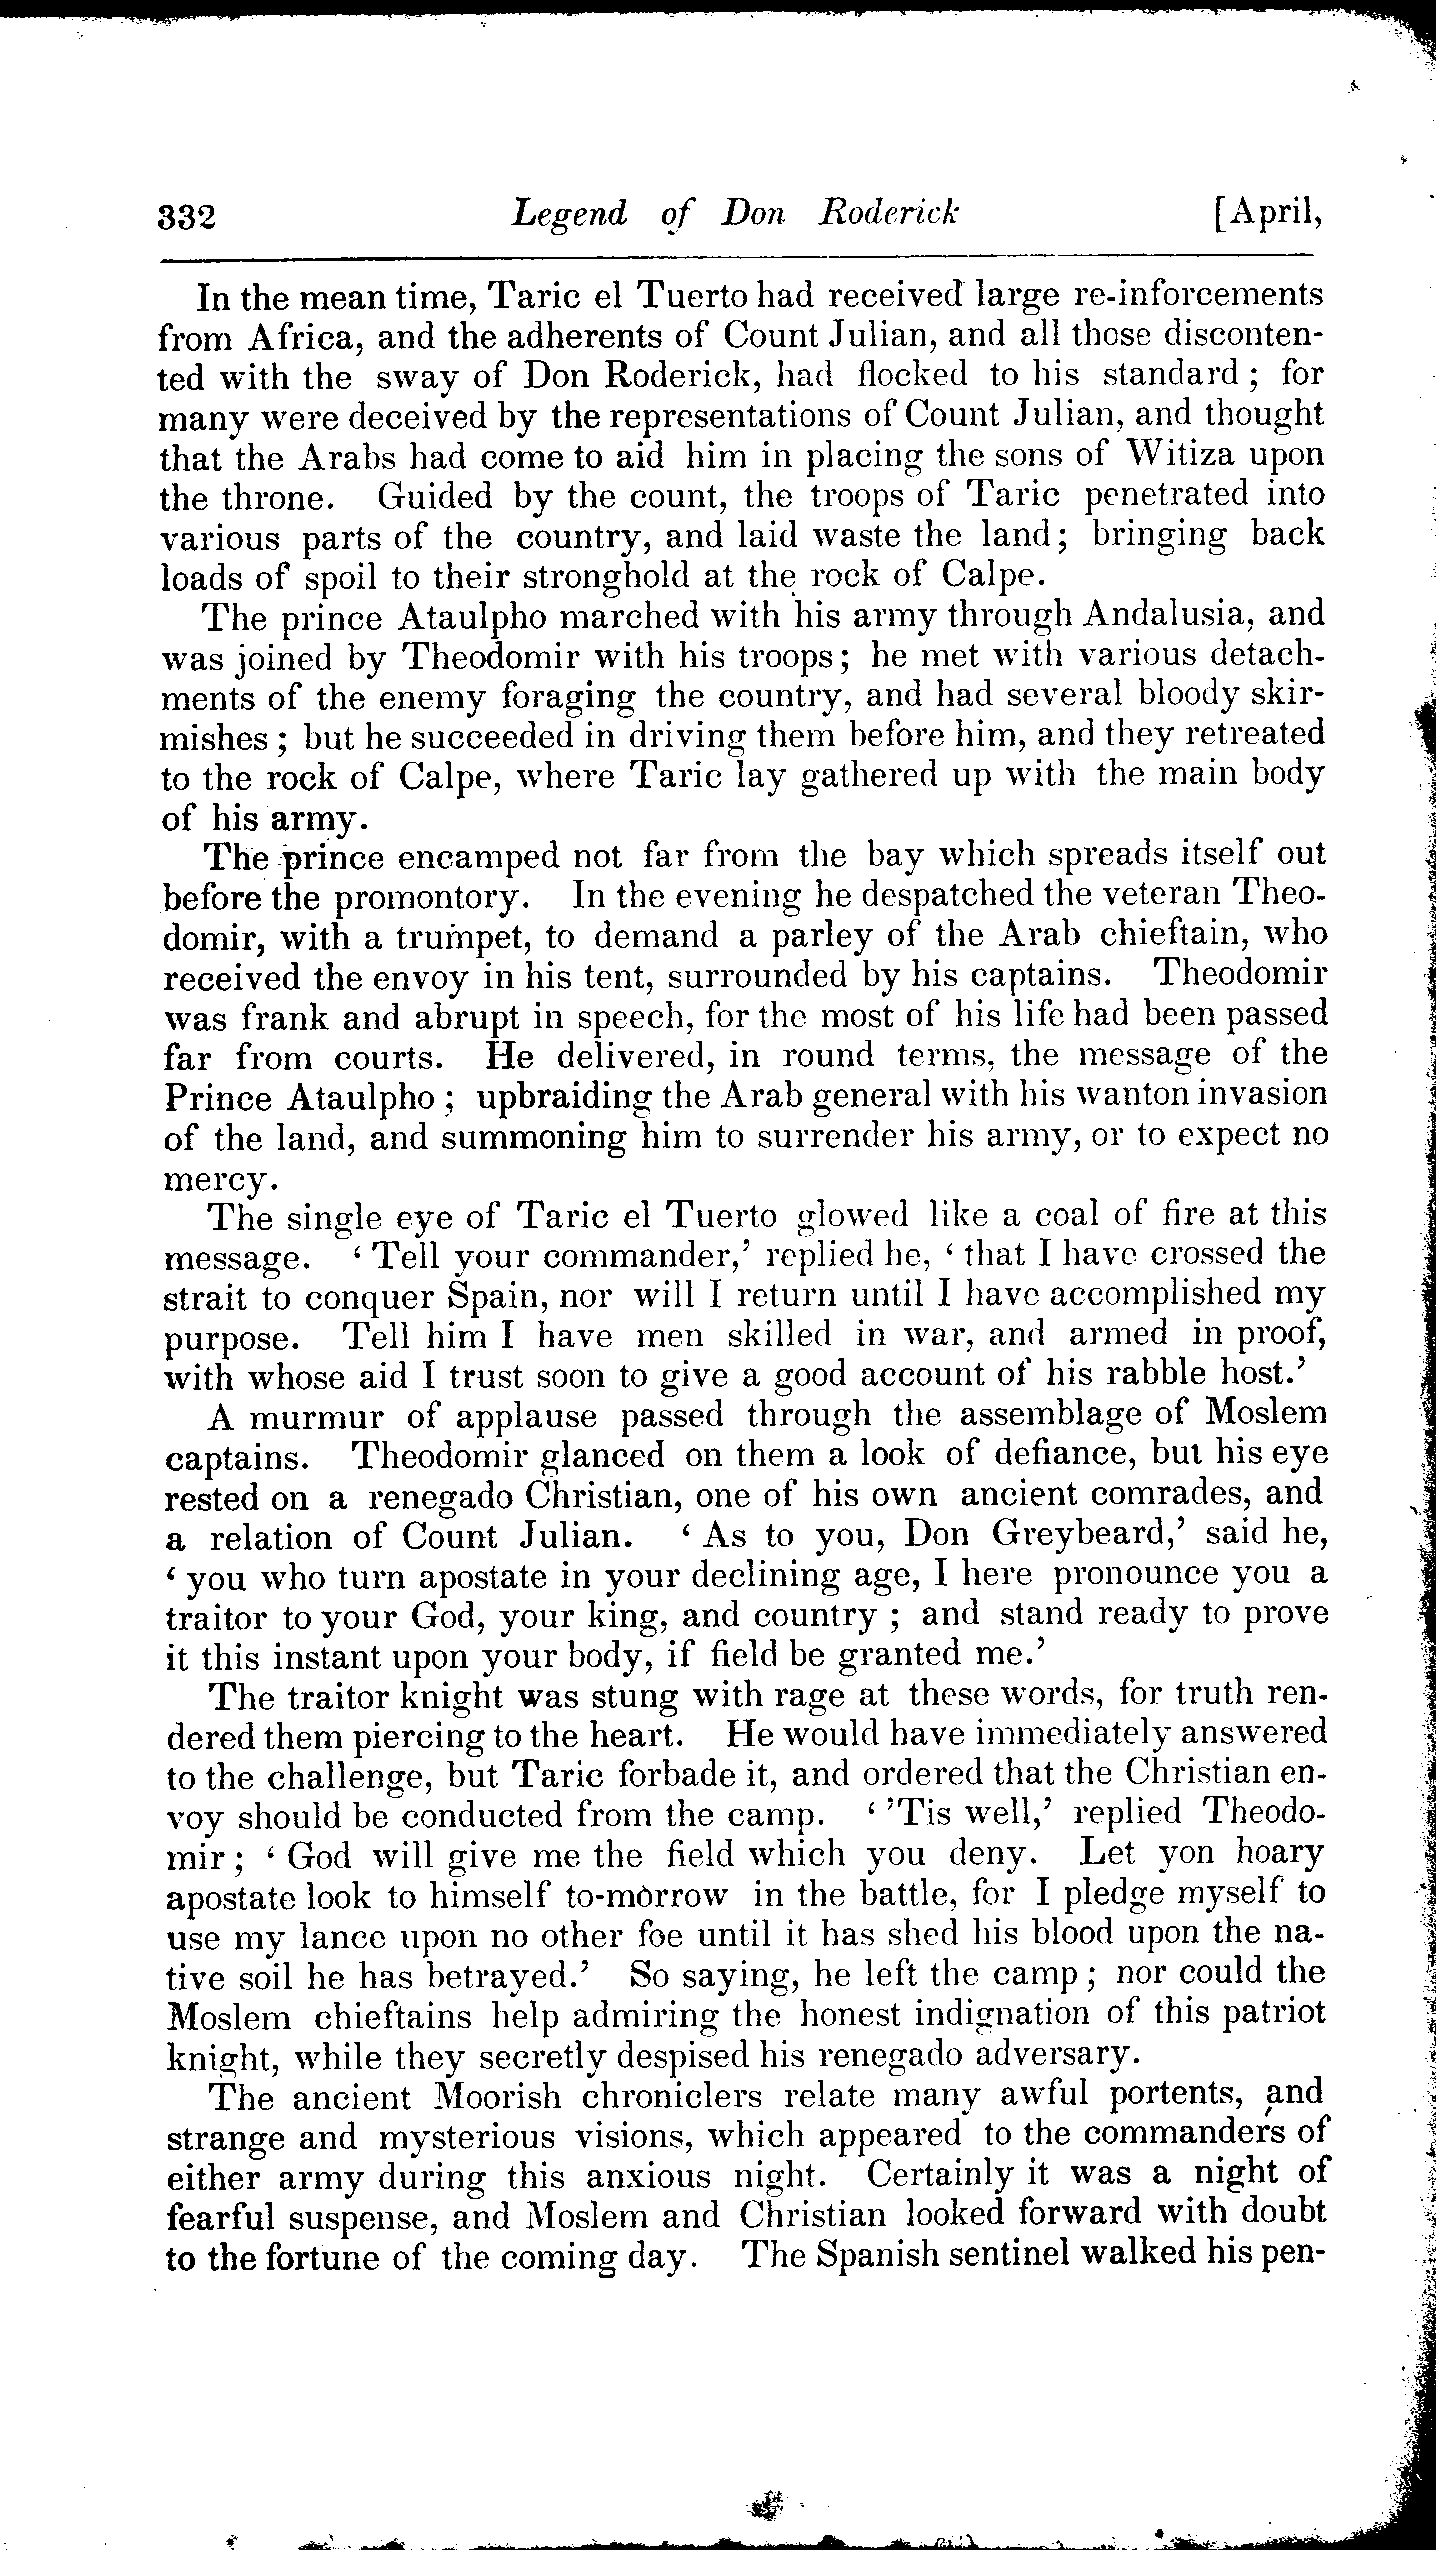 332 Legend of Don Roderick [April,
In the mean time, Taric el Tuerto had received large re-inforcements
from Africa, and the adherents of Count Julian, and all those disconten-
ted with the sway of Don Roderick, had flocked to his standard; for
many were deceived by the representations of Count Julian, and thought
that the Arabs had come to aid him in placing the sons of Witiza upon
the throne. Guided by the count, the troops of Taric penetrated into
various parts of the country, and laid waste the land; bringing back
loads of spoil to their stronghold at the rock of Calpe.
The prince Ataulpho marched with his army through Andalusia, and
was joined by Theodomir with his troops; he met with various detach-
ments of the enemy foraging the country, and had several bloody skir-
mishes; but he succeeded in driving them before him, and they retreated
to the rock of Calpe, where Taric lay gathered up with the main body
of his army.
The prince encamped not far from the bay which spreads itself out
before the promontory. In the evening he despatched the veteran Theo-
domir, with a trumpet, to demand a parley of the Arab chieftain, who
received the envoy in his tent, surrounded by his captains. Theodomir
was frank and abrupt in speech, for the most of his life had been passed
far from courts. He delivered, in round terms, the message of the
Prince Ataulpho; upbraiding the Arab general with his wanton invasion
of the land, and summoning him to surrender his army, or to expect no
mercy.
The single eye of Taric el Tuerto glowed like a coal of fire at this
message. ‘Tell your commander,’ replied he, ‘that I have crossed the
strait to conquer Spain, nor will I return until I have accomplished my
purpose. Tell him I have men skilled in war, and armed in proof,
with whose aid I trust soon to give a good account of his rabble host.’
A murmur of applause passed through the assemblage of Moslem
captains. Theodomir glanced on them a look of defiance, but his eye
rested on a renegado Christian, one of his own ancient comrades, and
a relation of Count Julian. ‘As to you, Don Greybeard,’ said he,
‘you who turn apostate in your declining age, I here pronounce you a
traitor to your God, your king, and country; and stand ready to prove
it this instant upon your body, if field be granted me.’
The traitor knight was stung with rage at these words, for truth ren-
dered them piercing to the heart. He would have immediately answered
to the challenge, but Taric forbade it, and ordered that the Christian en-
voy should be conducted from the camp. ‘’Tis well,’ replied Theodo-
mir; ‘God will give me the field which you deny. Let yon hoary
apostate look to himself to-morrow in the battle, for I pledge myself to
use my lance upon no other foe until it has shed his blood upon the na-
tive soil he has betrayed.’ So saying, he left the camp; nor could the
Moslem chieftains help admiring the honest indignation of this patriot
knight, while they secretly despised his renegado adversary.
The ancient Moorish chroniclers relate many awful portents, and
strange and mysterious visions, which appeared to the commanders of
either army during this anxious night. Certainly it was a night of
fearful suspense, and Moslem and Christian looked forward with doubt
to the fortune of the coming day. The Spanish sentinel walked his pen-